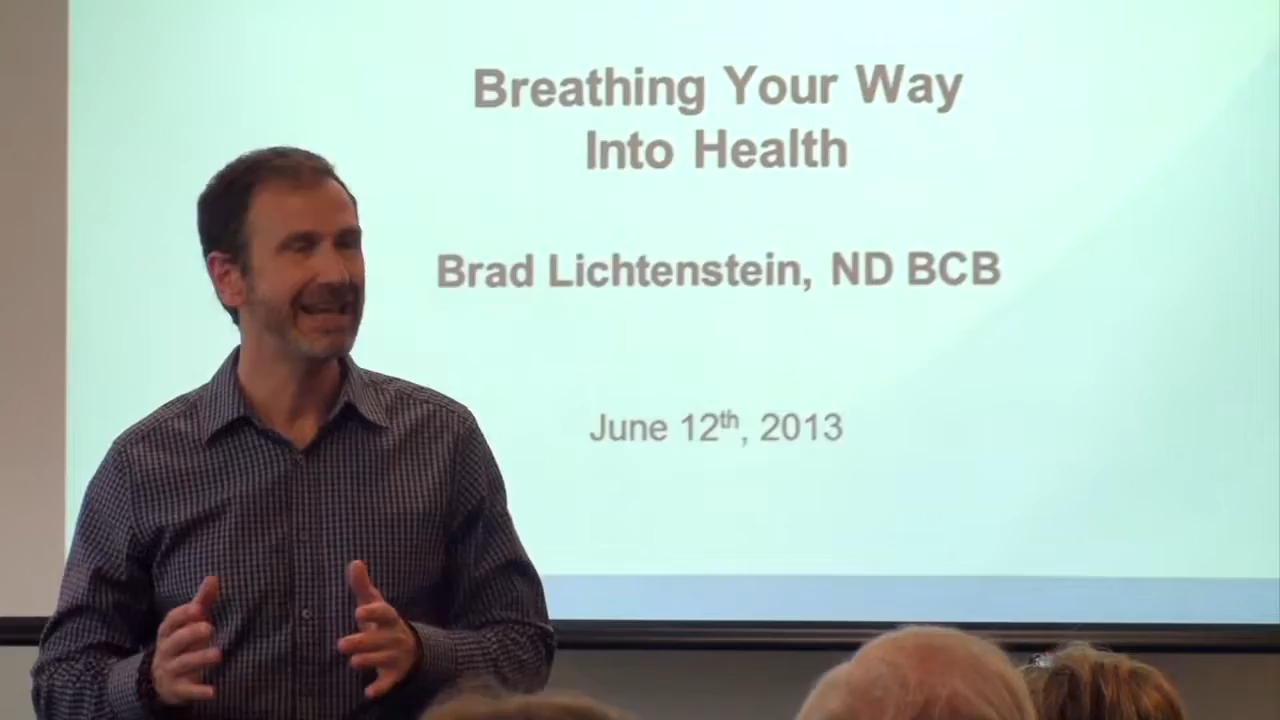 Breathing Your Way
Into Health
Brad Lichtenstein, ND BCB
June 12th, 2013